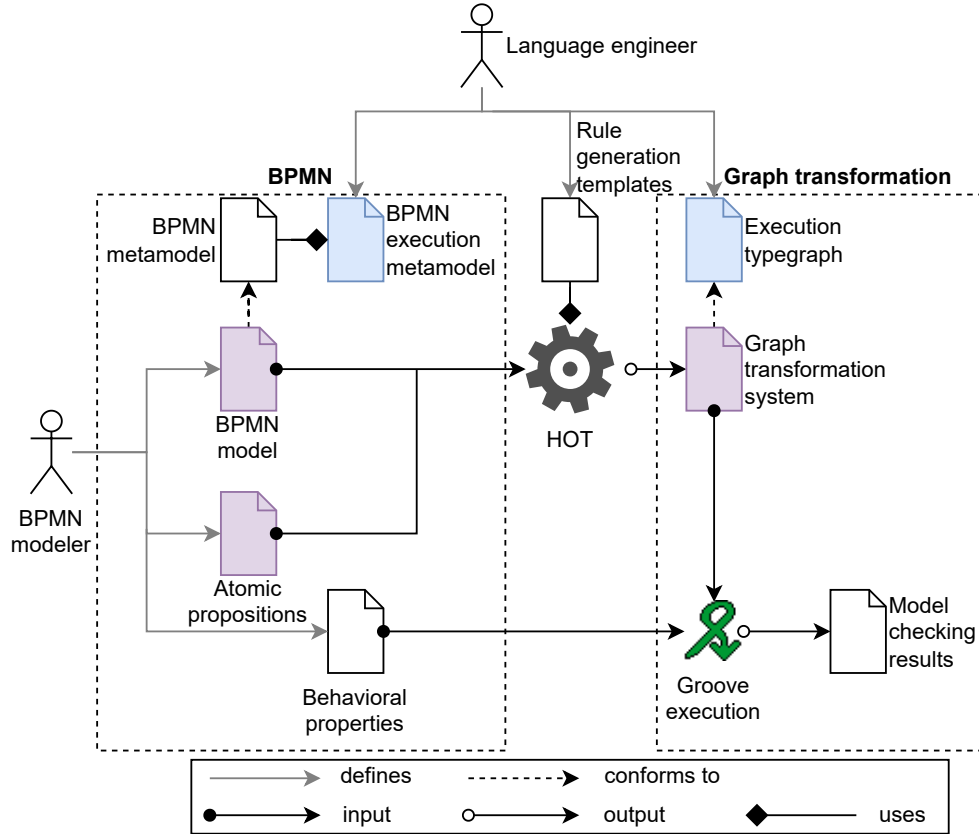 Language engineer
Rule
generation
templates
BPMN
Graph transformation
BPMN
metamodel
BPMN
execution
metamodel
Execution
typegraph
BPMN
model
HOT
Graph
transformation
system
BPMN
modeler
Atomic
propositions
Behavioral
properties
Groove
execution
Model
checking
results
defines
conforms to
input
output
uses